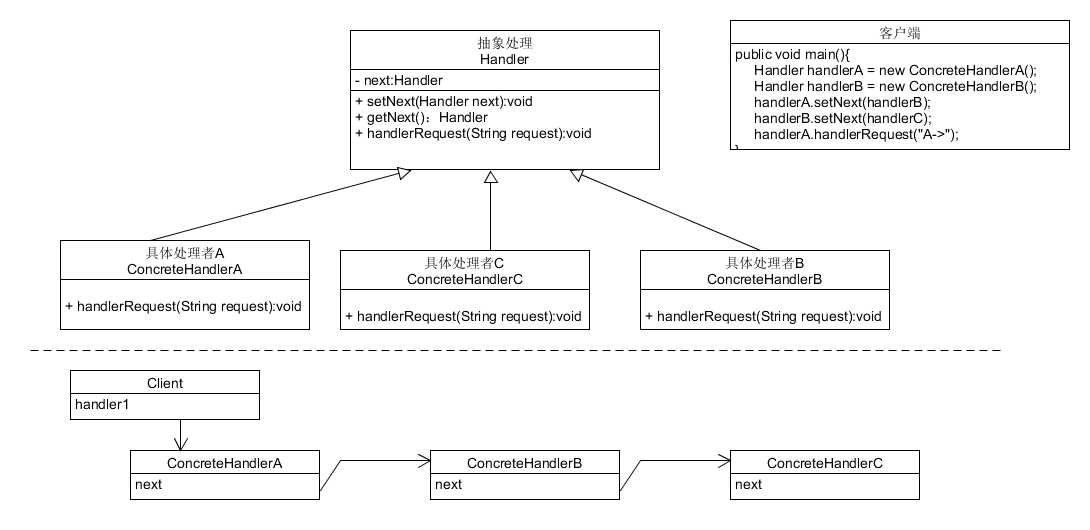 抽象处理
Handler
- next:Handler
+ setNext(Handler next):void
+ getNext()：Handler
+ handlerRequest(String request):void
客户端
public void main(){
Handler handlerA = new ConcreteHandlerA();
Handler handlerB = new ConcreteHandlerB();
handlerA.setNext(handlerB);
handlerB.setNext(handlerC);
handlerA.handlerRequest("A->");
}
具体处理者A
ConcreteHandlerA
+ handlerRequest(String request):void
具体处理者C
ConcreteHandlerC
+ handlerRequest(String request):void
具体处理者B
ConcreteHandlerB
+ handlerRequest(String request):void
Client
handler1
ConcreteHandlerA
next
ConcreteHandlerB
next
ConcreteHandlerC
next